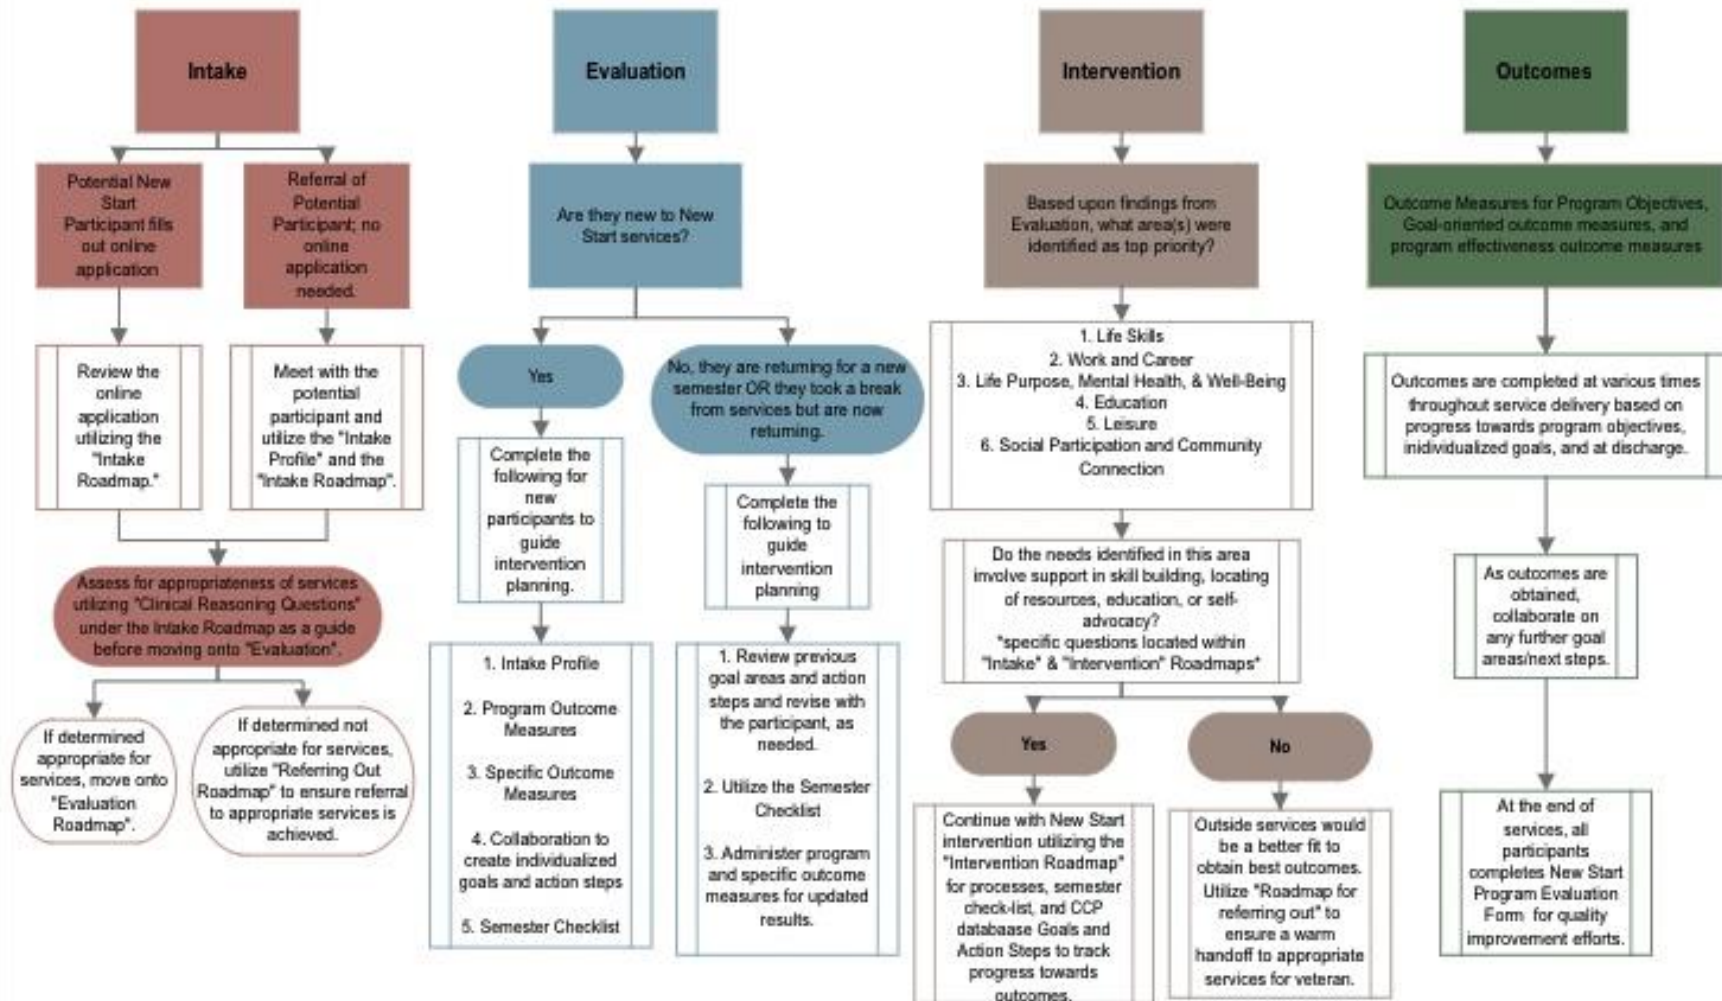 Intake
Potential New
Start
Participant fills
out online
application
Referral of
Potential
Participant; no
online
application
needed.
Review the
online
application
utilizing the
"Intake
Roadmap."
Meet with the
potential
participant and
utilize the "Intake
Profile" and the
"Intake Roadmap".
Assess for appropriateness of services
utilizing "Clinical Reasoning Questions"
under the Intake Roadmap as a guide
before moving onto "Evaluation".
If determined
appropriate for
services, move onto
"Evaluation
Roadmap".
If determined not
appropriate for services,
utilize "Referring Out
Roadmap" to ensure referral
to appropriate services is
achieved.
Evaluation
Are they new to New
Start services?
Yes
No, they are returning for a new
semester OR they took a break
from services but are now
returning.
Complete the
following for
new
participants to
guide
intervention
planning.
Complete the
following to
guide
intervention
planning
1. Intake Profile
2. Program Outcome
Measures
3. Specific Outcome
Measures
4. Collaboration to
create individualized
goals and action steps
5. Semester Checklist
1. Review previous
goal areas and action
steps and revise with
the participant, as
needed.
2. Utilize the Semester
Checklist
3. Administer program
and specific outcome
measures for updated
results.
Intervention
Based upon findings from
Evaluation, what area(s) were
identified as top priority?
1. Life Skills
2. Work and Career
3. Life Purpose, Mental Health, & Well-Being
4. Education
5. Leisure
6. Social Participation and Community
Connection
Do the needs identified in this area
involve support in skill building, locating
of resources, education, or self-
advocacy?
*specific questions located within
"Intake" & "Intervention" Roadmaps*
Yes
No
Continue with New Start
intervention utilizing the
"Intervention Roadmap"
for processes, semester
check-list, and CCP
databaase Goals and
Action Steps to track
progress towards
outcomes.
Outside services would
be a better fit to
obtain best outcomes.
Utilize "Roadmap for
referring out" to
ensure a warm
handoff to appropriate
services for veteran.
Outcomes
Outcome Measures for Program Objectives,
Goal-oriented outcome measures, and
program effectiveness outcome measures
Outcomes are completed at various times
throughout service delivery based on
progress towards program objectives,
inidividualized goals, and at discharge.
As outcomes are
obtained,
collaborate on
any further goal
areas/next steps.
At the end of
services, all
participants
completes New Start
Program Evaluation
Form for quality
improvement efforts.